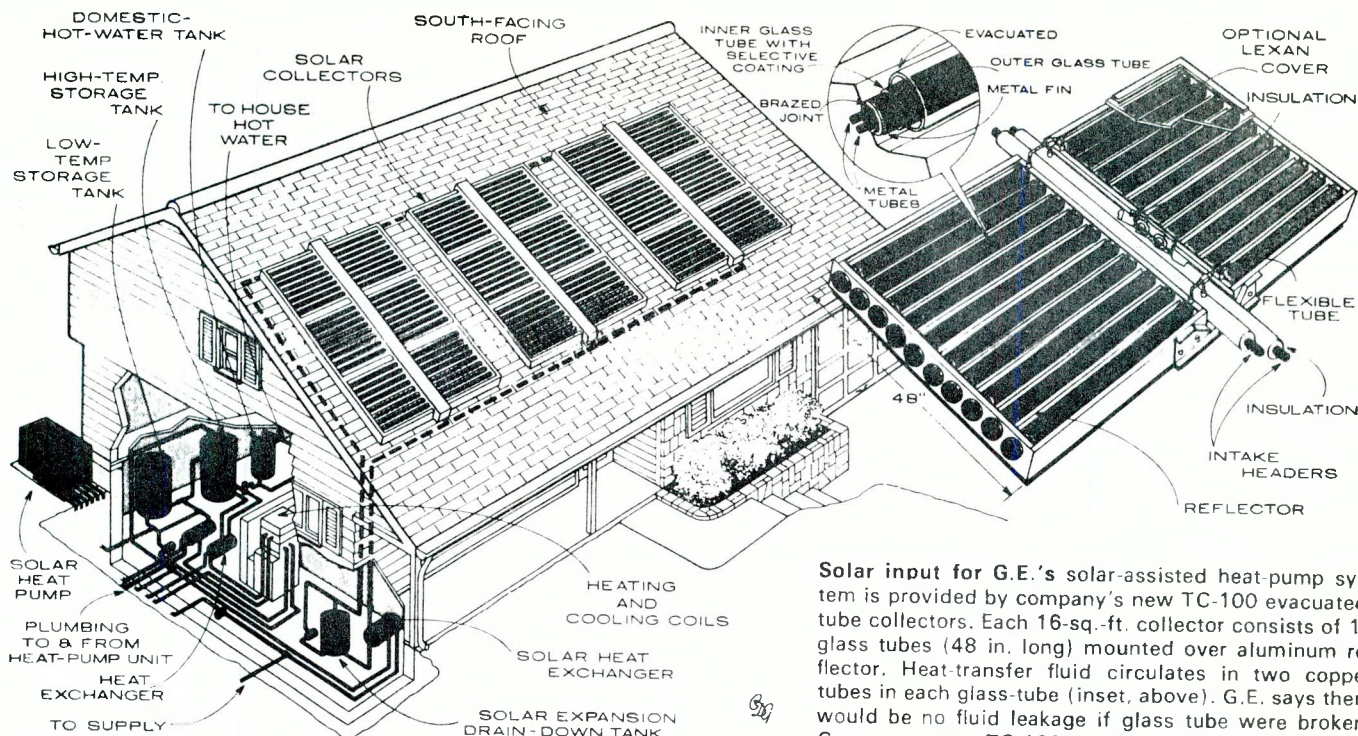 DOMESTIC-
HOT-WATER TANK
HIGH-TEMP.
STORAGE
TANK
LOW-
TEMP
STORAGE
TANK
SOLAR
COLLECTORS
TO HOUSE
HOT
WATER
SOUTH-FACING
ROOF
INNER GLASS
TUBE WITH
SELECTIVE
COATING
BRAZED
JOINT
METAL
TUBES
EVACUATED
OUTER GLASS TUBE
METAL FIN
OPTIONAL
LEXAN
COVER
INSULATION
FLEXIBLE
TUBE
INSULATION
INTAKE
HEADERS
REFLECTOR
48"
SOLAR
HEAT
PUMP
PLUMBING
TO & FROM
HEAT-PUMP UNIT
HEAT
EXCHANGER
TO SUPPLY
HEATING
AND
COOLING COILS
SOLAR HEAT
EXCHANGER
SOLAR EXPANSION
DRAIN-DOWN TANK
Solar input for G.E.'s solar-assisted heat-pump sy
tem is provided by company's new TC-100 evacuated
tube collectors. Each 16-sq.-ft. collector consists of 1
glass tubes (48 in. long) mounted over aluminum re
flector. Heat-transfer fluid circulates in two coppe
tubes in each glass-tube (inset, above). G.E. says ther
would be no fluid leakage if glass tube were broken